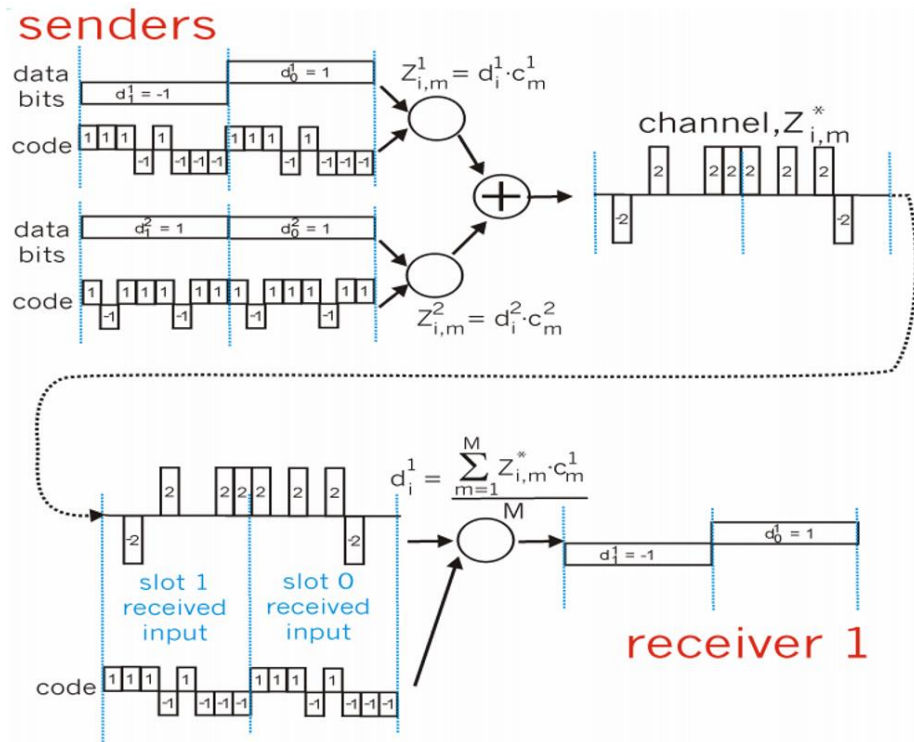 senders
data bits
d₁¹ = -1
d₀¹ = 1
code
1 1 1 -1 1 -1 -1 -1 1 1 1 -1 1 -1 -1 -1
Z¹i,m = d¹i·c¹m
data bits
d₁² = 1
d₀² = 1
code
1 -1 1 1 1 -1 1 1 1 -1 1 1 1 -1 1 1
Z²i,m = d²i·c²m
+
channel, Z*i,m
-2 2 2 2 2 2 2 -2
-2 2 2 2 2 2 2 -2
slot 1
received
input
slot 0
received
input
code
1 1 1 -1 1 -1 -1 -1 1 1 1 -1 1 -1 -1 -1
d¹i = M Σ m=1 Z*i,m·c¹m
M
d₁¹ = -1
d₀¹ = 1
receiver 1